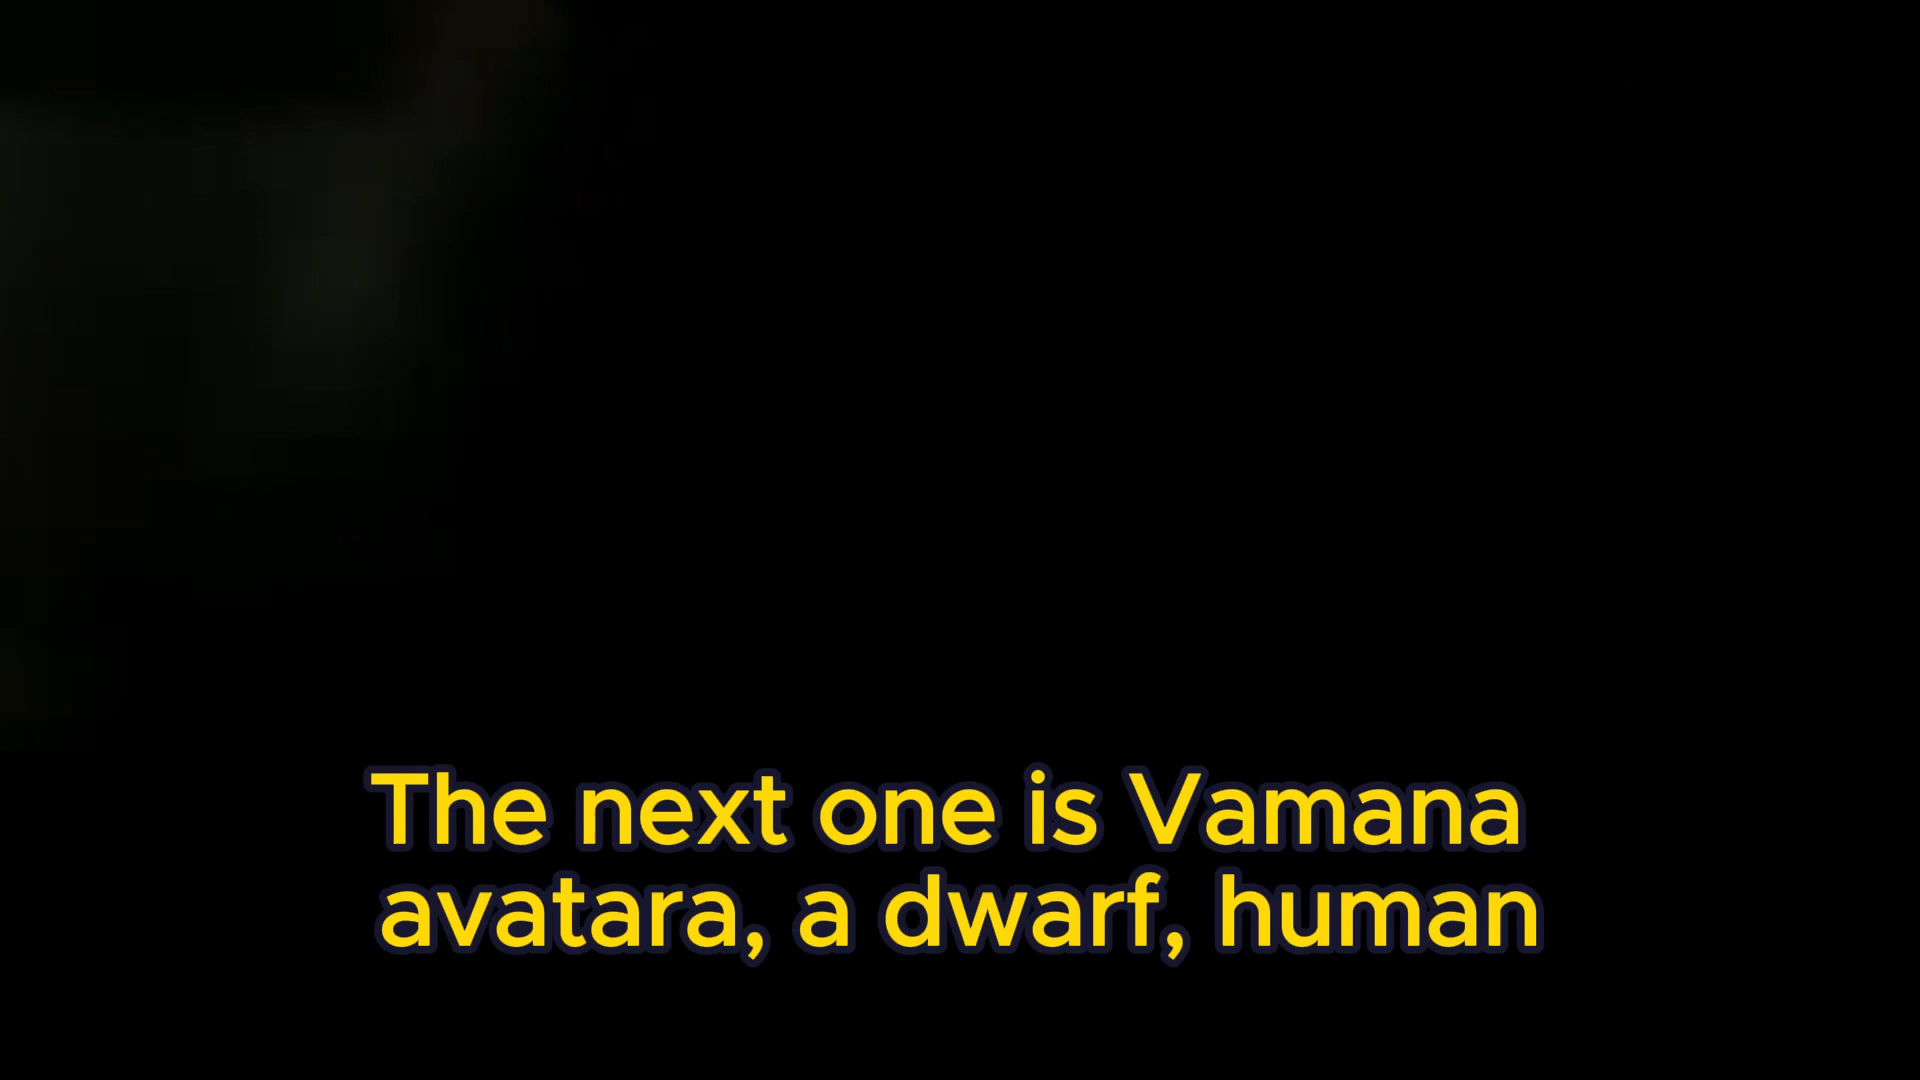 The next one is Vamana
avatara, a dwarf, human